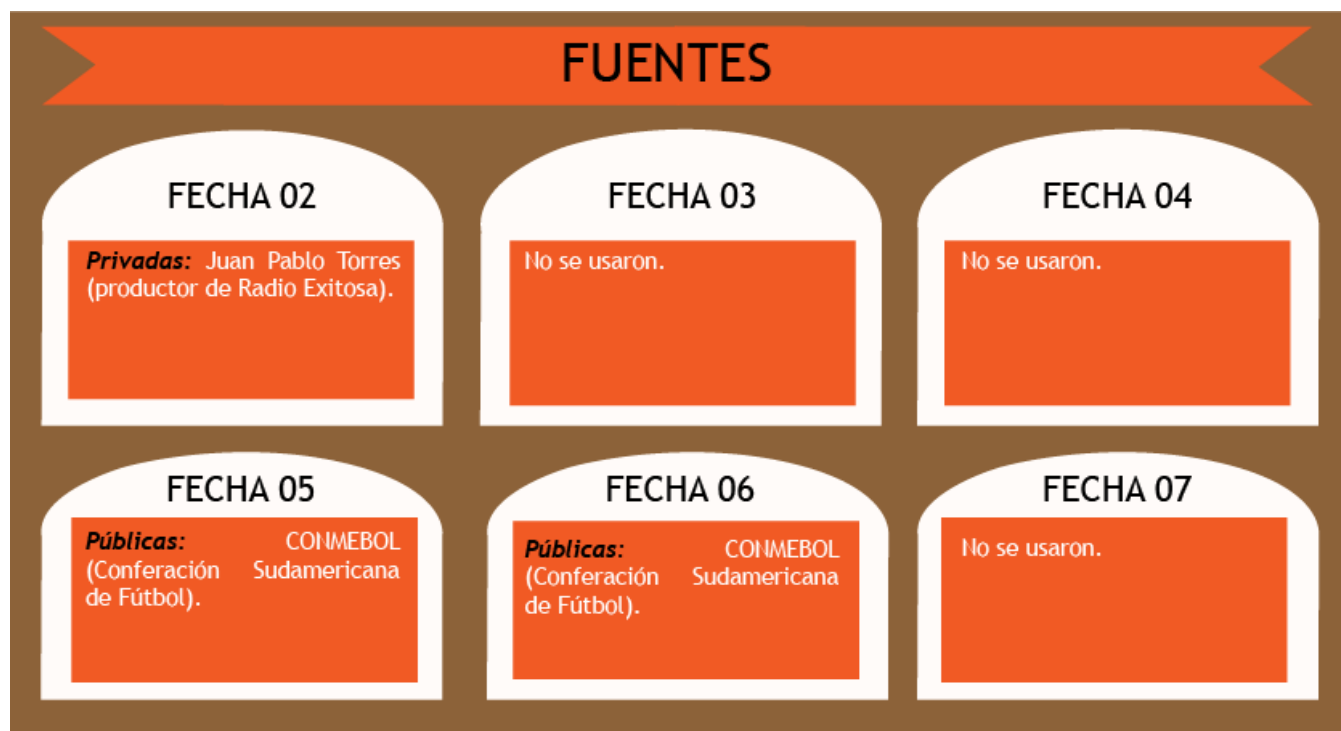 FUENTES
FECHA 02
Privadas: Juan Pablo Torres
(productor de Radio Exitosa).
FECHA 03
No se usaron.
FECHA 04
No se usaron.
FECHA 05
Públicas: CONMEBOL
(Conferación Sudamericana
de Fútbol).
FECHA 06
Públicas: CONMEBOL
(Conferación Sudamericana
de Fútbol).
FECHA 07
No se usaron.